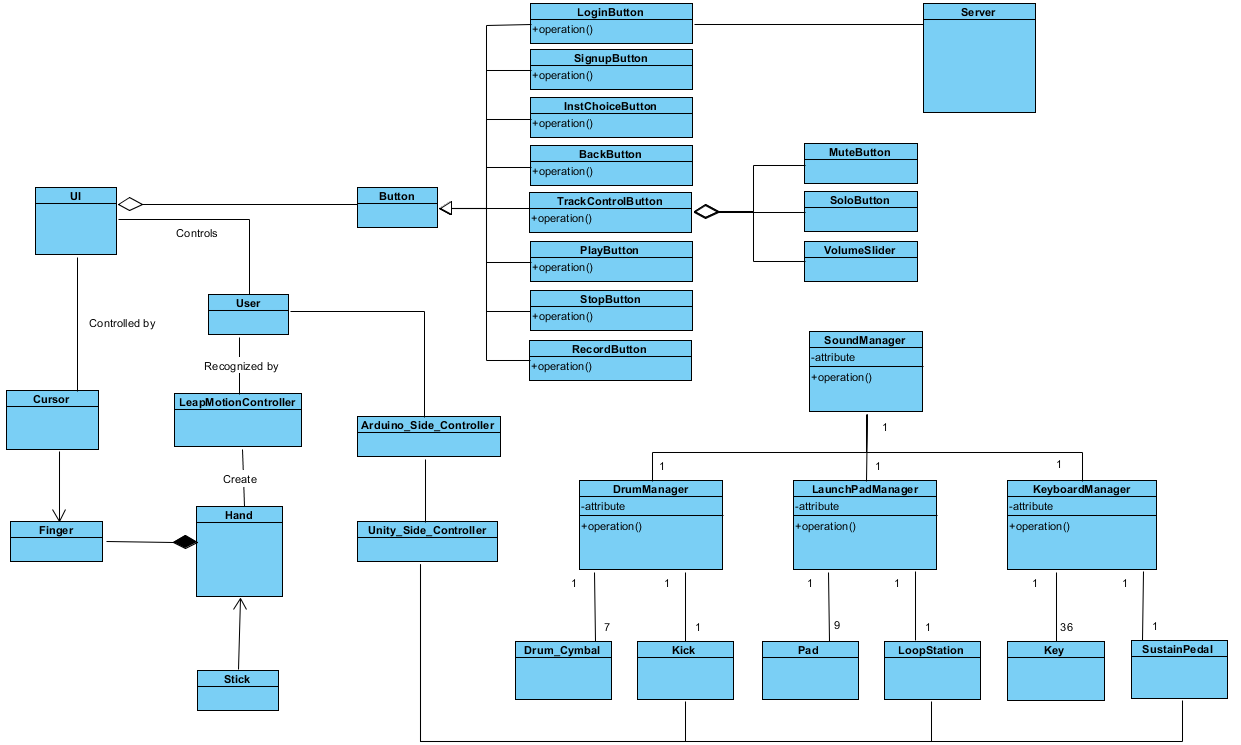 LoginButton
+operation()
Server
SignupButton
+operation()
InstChoiceButton
+operation()
BackButton
+operation()
MuteButton
UI
Button
TrackControlButton
+operation()
SoloButton
Controls
PlayButton
+operation()
VolumeSlider
User
StopButton
+operation()
Controlled by
RecordButton
+operation()
SoundManager
-attribute
+operation()
Recognized by
Cursor
LeapMotionController
Arduino_Side_Controller
1
1
1
1
Create
DrumManager
-attribute
+operation()
LaunchPadManager
-attribute
+operation()
KeyboardManager
-attribute
+operation()
Finger
Hand
Unity_Side_Controller
1
1
1
1
1
1
7
1
9
1
36
1
Drum_Cymbal
Kick
Pad
LoopStation
Key
SustainPedal
Stick